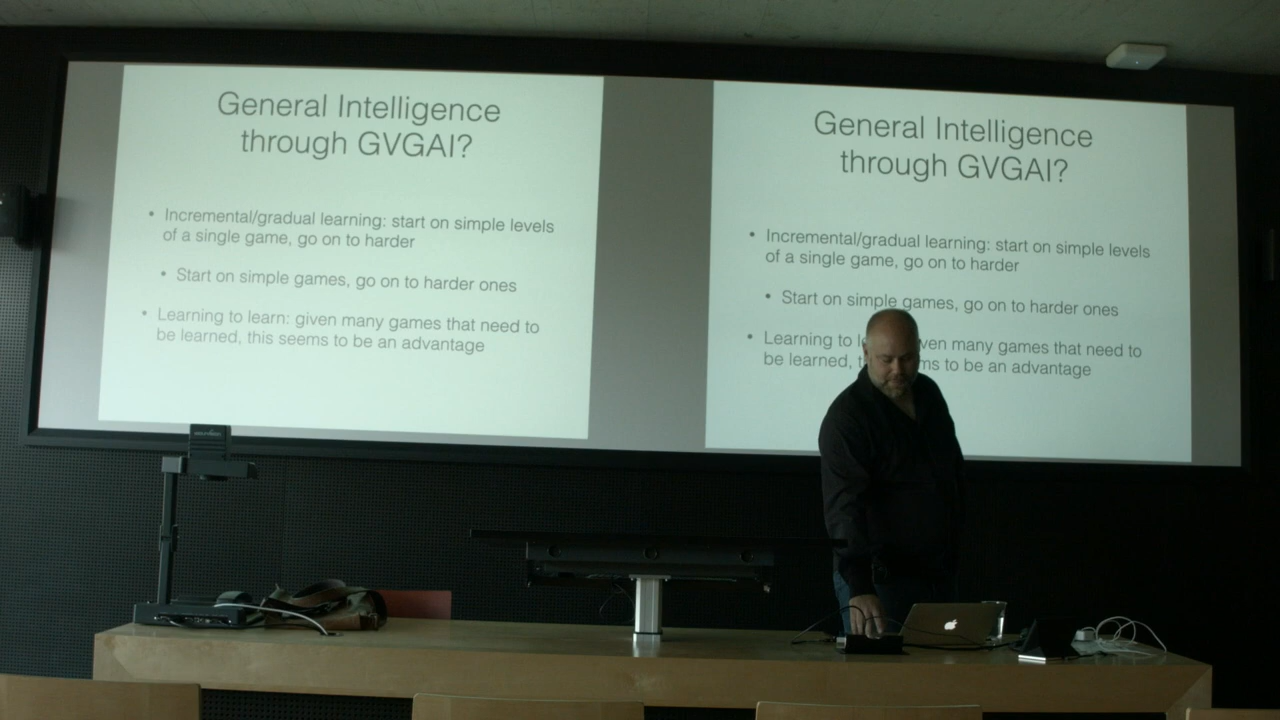 General Intelligence
through GVGAI?
• Incremental/gradual learning: start on simple levels
of a single game, go on to harder
• Start on simple games, go on to harder ones
• Learning to learn: given many games that need to
be learned, this seems to be an advantage
General Intelligence
through GVGAI?
• Incremental/gradual learning: start on simple levels
of a single game, go on to harder
• Start on simple games, go on to harder ones
• Learning to ven many games that need to
be learned, ms to be an advantage